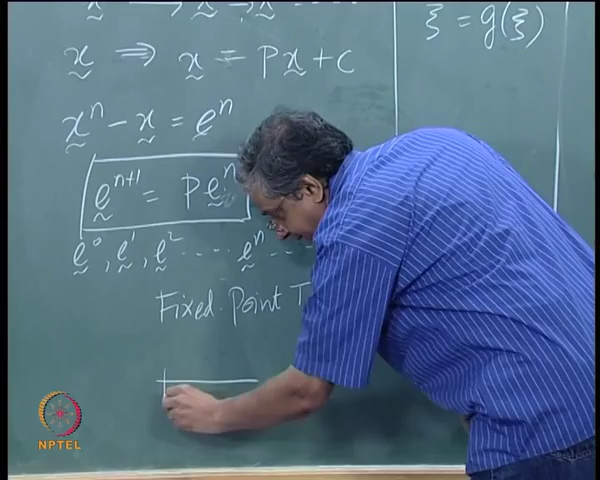 x ⟶ x ⟶ x ....
x ⟹ x = Px + c
xⁿ − x = eⁿ
eⁿ⁺¹ = P eⁿ
e⁰, e¹, e² .... eⁿ ...
Fixed Point T
ξ = g(ξ)
NPTEL